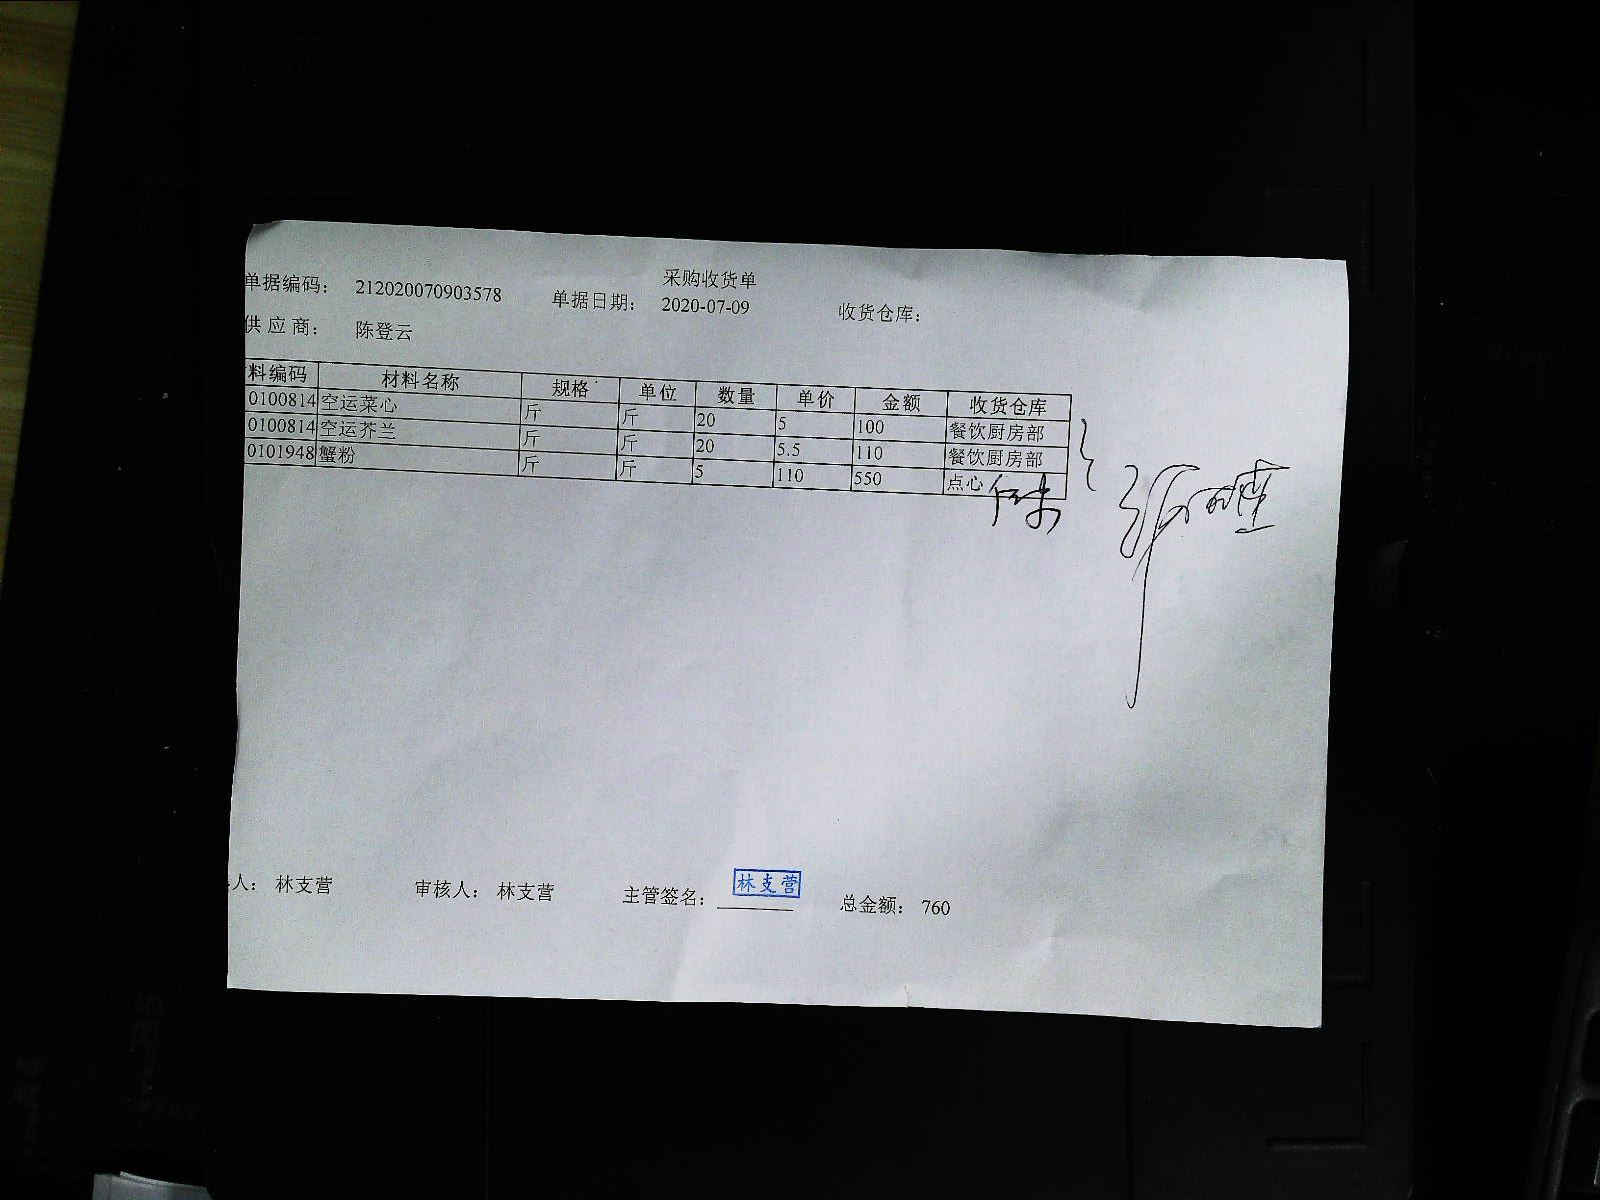 采购收货单
单据编码： 212020070903578 单据日期： 2020-07-09 收货仓库：
供 应 商： 陈登云
料编码 材料名称 规格 单位 数量 单价 金额 收货仓库
0100814 空运菜心 斤 斤 20 5 100 餐饮厨房部
0100814 空运芥兰 斤 斤 20 5.5 110 餐饮厨房部
0101948 蟹粉 斤 斤 5 110 550 点心
人： 林支营 审核人： 林支营 主管签名： 林支营 总金额： 760